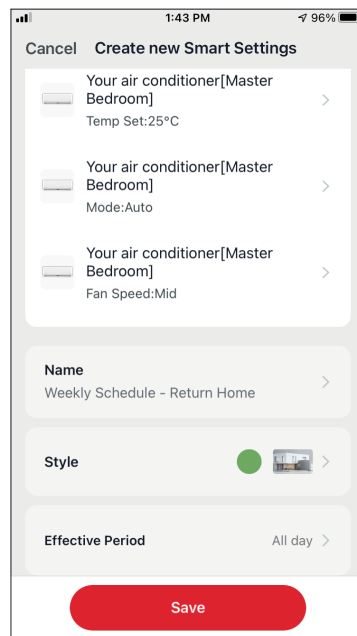 1:43 PM
96%
Cancel
Create new Smart Settings
Your air conditioner[Master
Bedroom]
Temp Set:25°C
Your air conditioner[Master
Bedroom]
Mode:Auto
Your air conditioner[Master
Bedroom]
Fan Speed:Mid
Name
Weekly Schedule - Return Home
Style
Effective Period
All day
Save